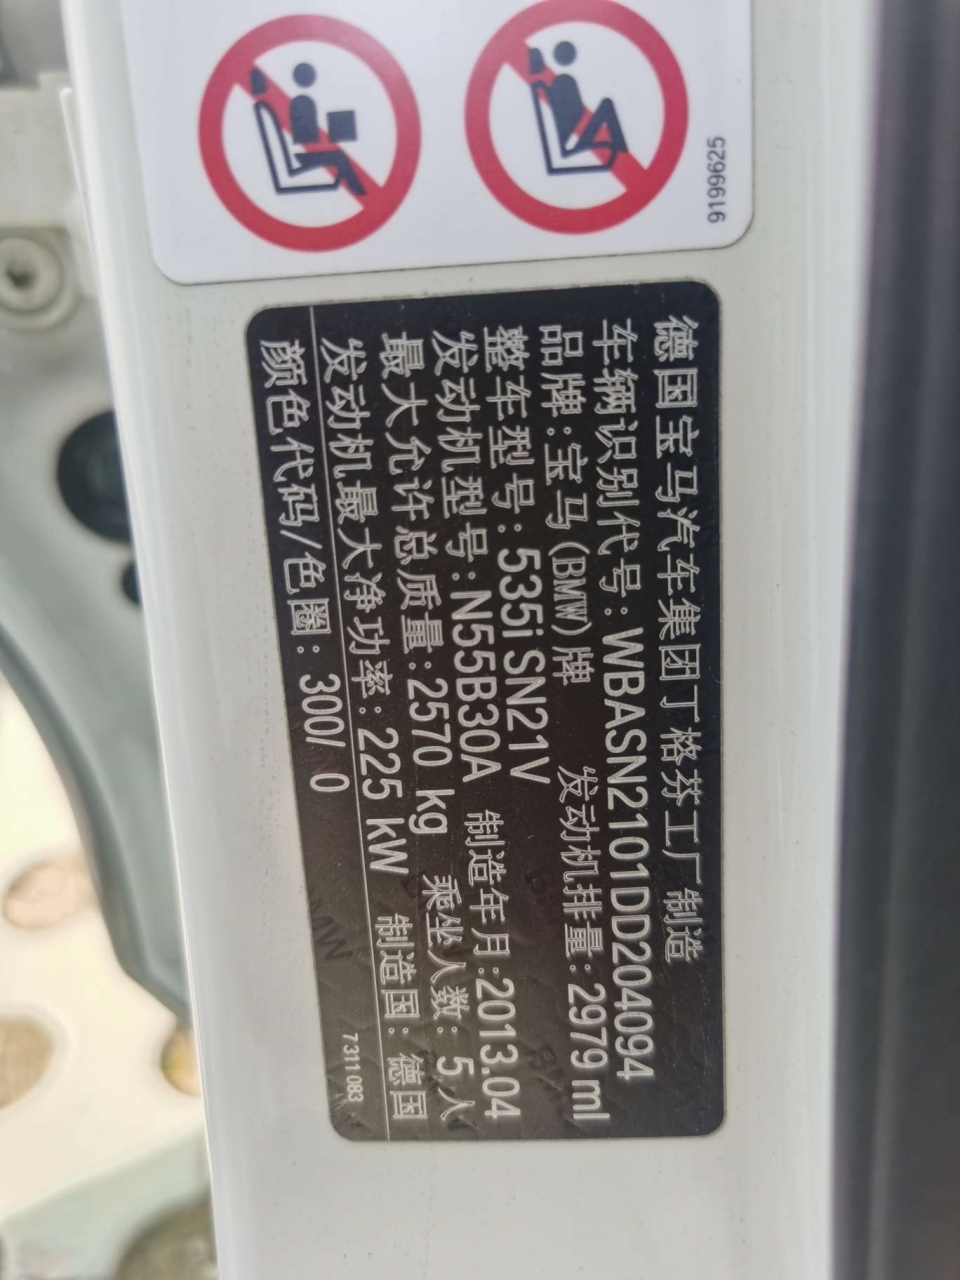 9199625
德国宝马汽车集团丁格芬工厂制造
车辆识别代号: WBASN2101DD204094
品牌:宝马(BMW)牌 发动机排量:2979 ml
整车型号: 535i SN21V
发动机型号:N55B30A 制造年月:2013.04
最大允许总质量:2570 kg 乘坐人数: 5人
发动机最大净功率: 225 kW 制造国: 德国
颜色代码/色圈: 300/ 0
7 311 083